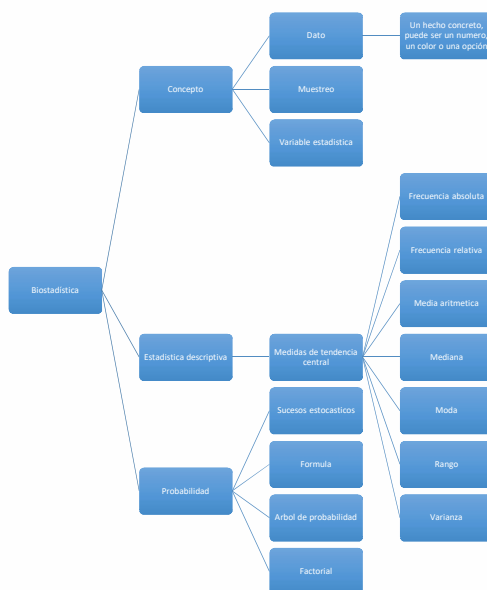 Biostadística
Concepto
Dato
Un hecho concreto,
puede ser un numero,
un color o una opción
Muestreo
Variable estadistica
Estadistica descriptiva
Medidas de tendencia
central
Frecuencia absoluta
Frecuencia relativa
Media aritmetica
Mediana
Moda
Rango
Varianza
Probabilidad
Sucesos estocasticos
Formula
Arbol de probabilidad
Factorial